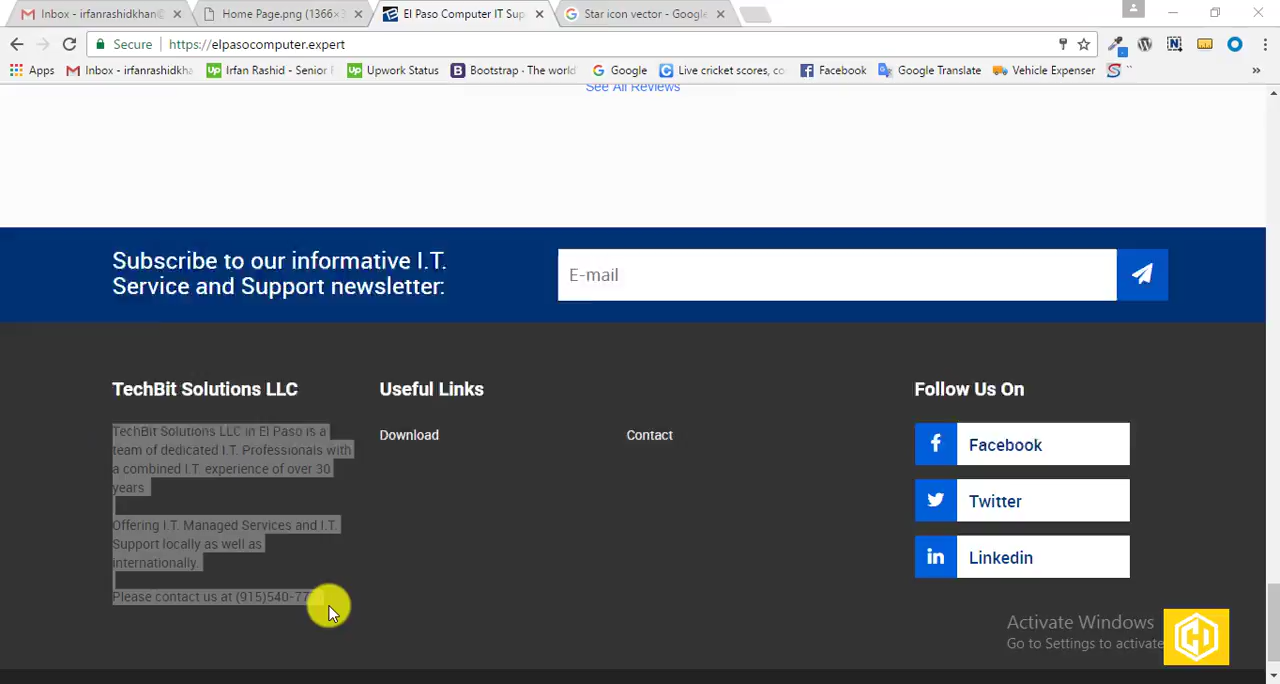 Inbox - irfanrashidkhan@
Home Page.png (1366×
El Paso Computer IT Sup
Star icon vector - Google
Secure
https://elpasocomputer.expert
Apps
Inbox - irfanrashidkha
Irfan Rashid - Senior
Upwork Status
Bootstrap - The world
Google
Live cricket scores, co
Facebook
Google Translate
Vehicle Expenser
»
See All Reviews
Subscribe to our informative I.T.
Service and Support newsletter:
E-mail
TechBit Solutions LLC
TechBit Solutions LLC in El Paso is a
team of dedicated I.T. Professionals with
a combined I.T. experience of over 30
years
Offering I.T. Managed Services and I.T.
Support locally as well as
internationally.
Please contact us at
Useful Links
Download
Contact
Follow Us On
Facebook
Twitter
Linkedin
Activate Windows
Go to Settings to activate